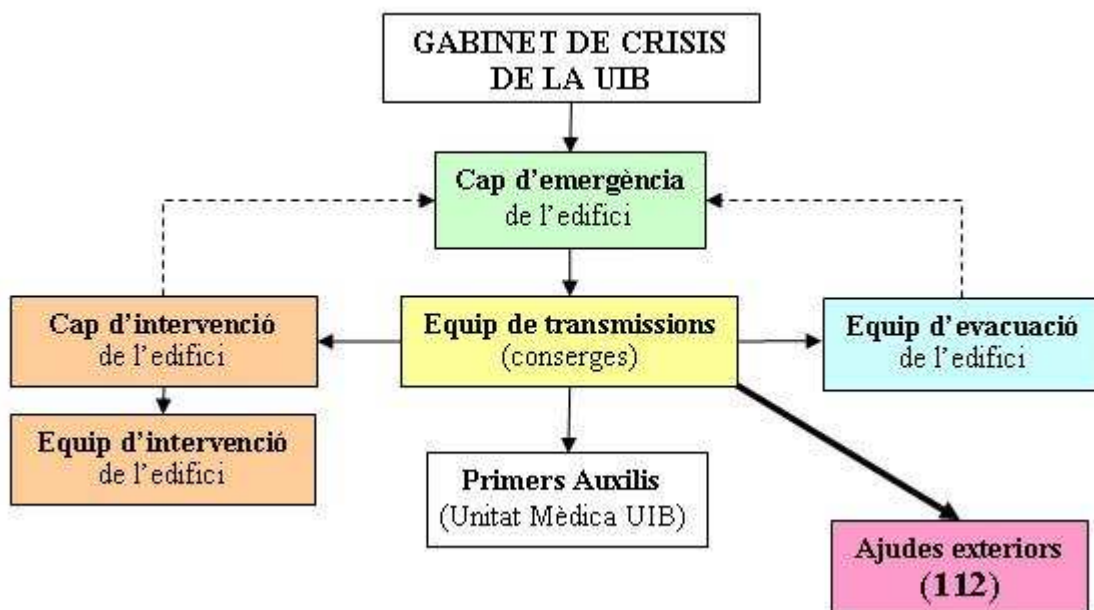 GABINET DE CRISIS
DE LA UIB
Cap d'emergència
de l'edifici
Cap d'intervenció
de l'edifici
Equip de transmissions
(conserges)
Equip d'evacuació
de l'edifici
Equip d'intervenció
de l'edifici
Primers Auxilis
(Unitat Mèdica UIB)
Ajudes exteriors
(112)